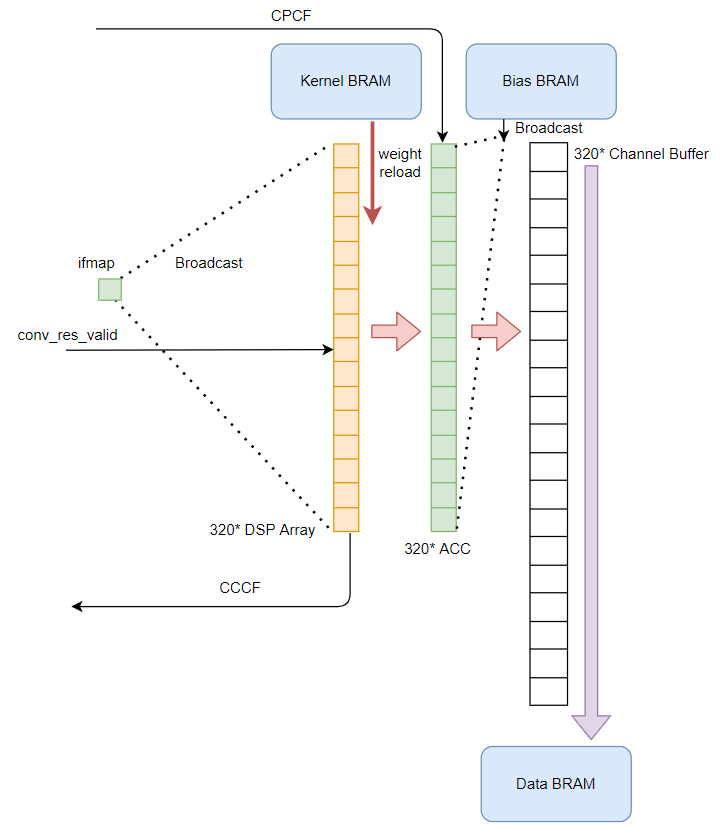 CPCF
Kernel BRAM
Bias BRAM
Broadcast
weight
reload
320* Channel Buffer
ifmap
Broadcast
conv_res_valid
320* DSP Array
320* ACC
CCCF
Data BRAM